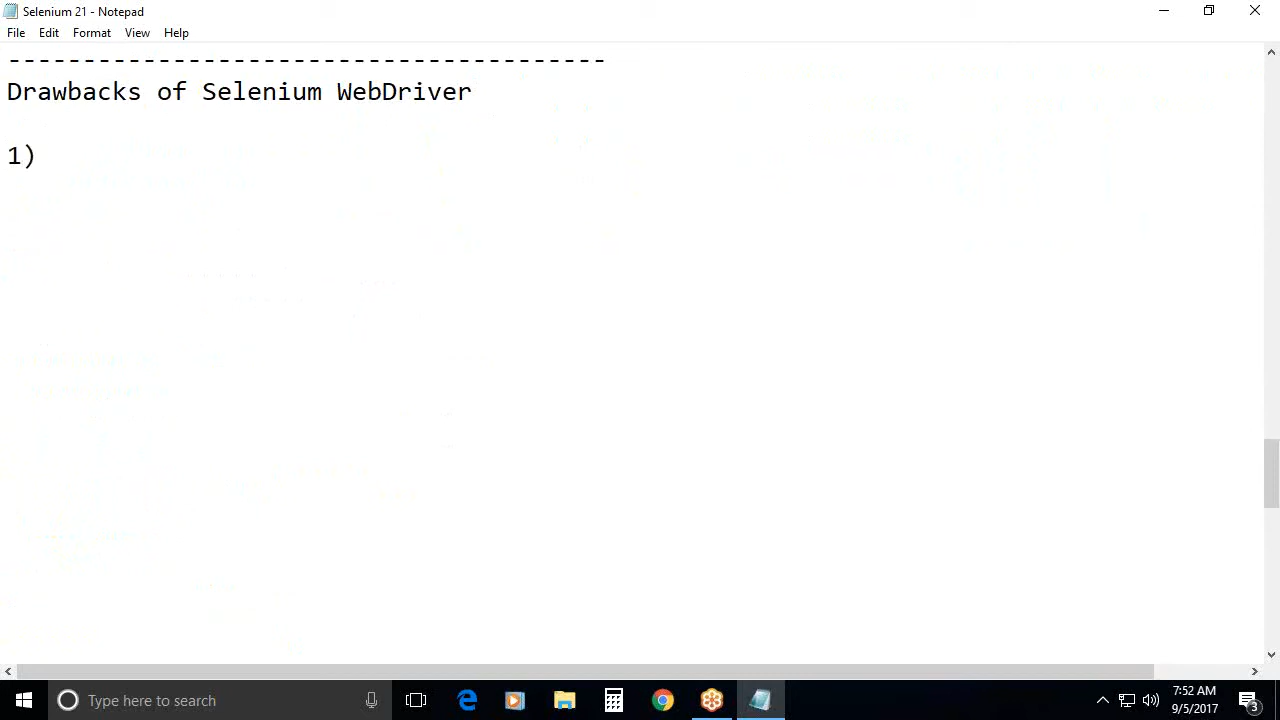 Selenium 21 - Notepad
File Edit Format View Help
----------------------------------------
Drawbacks of Selenium WebDriver
1)
Type here to search
7:52 AM
9/5/2017
3